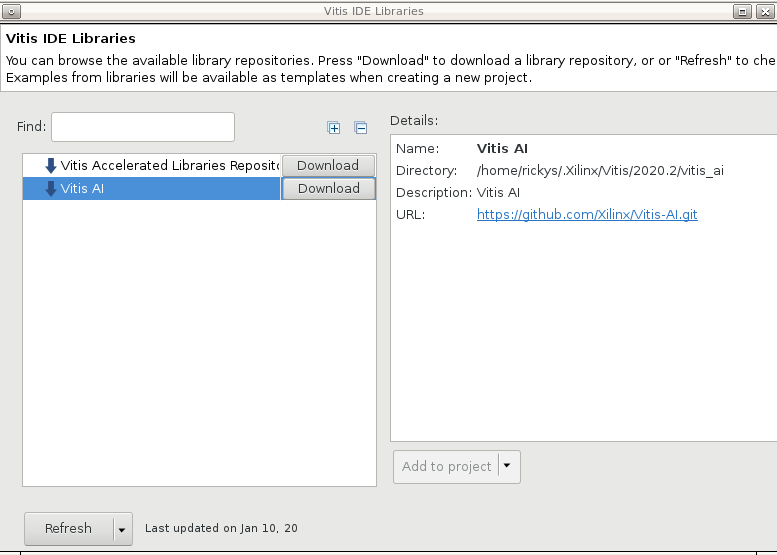 Vitis IDE Libraries
Vitis IDE Libraries
You can browse the available library repositories. Press "Download" to download a library repository, or or "Refresh" to che
Examples from libraries will be available as templates when creating a new project.
Find:
Details:
Vitis Accelerated Libraries Reposito
Download
Vitis AI
Download
Name: Vitis AI
Directory: /home/rickys/.Xilinx/Vitis/2020.2/vitis_ai
Description: Vitis AI
URL: https://github.com/Xilinx/Vitis-AI.git
Add to project
Refresh
Last updated on Jan 10, 20